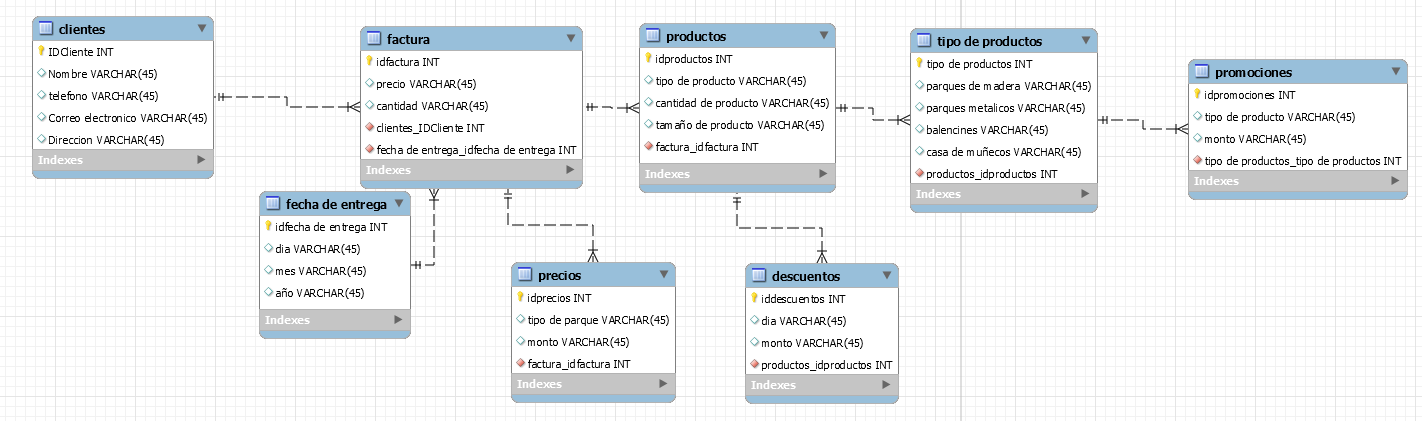 clientes
IDCliente INT
Nombre VARCHAR(45)
telefono VARCHAR(45)
Correo electronico VARCHAR(45)
Direccion VARCHAR(45)
Indexes
factura
idfactura INT
precio VARCHAR(45)
cantidad VARCHAR(45)
clientes_IDCliente INT
fecha de entrega_idfecha de entrega INT
Indexes
productos
idproductos INT
tipo de producto VARCHAR(45)
cantidad de producto VARCHAR(45)
tamaño de producto VARCHAR(45)
factura_idfactura INT
Indexes
tipo de productos
tipo de productos INT
parques de madera VARCHAR(45)
parques metalicos VARCHAR(45)
balencines VARCHAR(45)
casa de muñecos VARCHAR(45)
productos_idproductos INT
Indexes
promociones
idpromociones INT
tipo de producto VARCHAR(45)
monto VARCHAR(45)
tipo de productos_tipo de productos INT
Indexes
fecha de entrega
idfecha de entrega INT
dia VARCHAR(45)
mes VARCHAR(45)
año VARCHAR(45)
Indexes
precios
idprecios INT
tipo de parque VARCHAR(45)
monto VARCHAR(45)
factura_idfactura INT
Indexes
descuentos
iddescuentos INT
dia VARCHAR(45)
monto VARCHAR(45)
productos_idproductos INT
Indexes